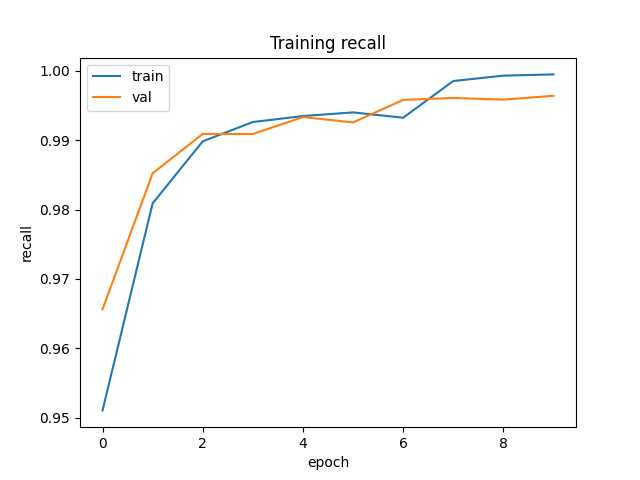 Training recall
train
val
1.00
0.99
0.98
0.97
0.96
0.95
recall
0 2 4 6 8
epoch